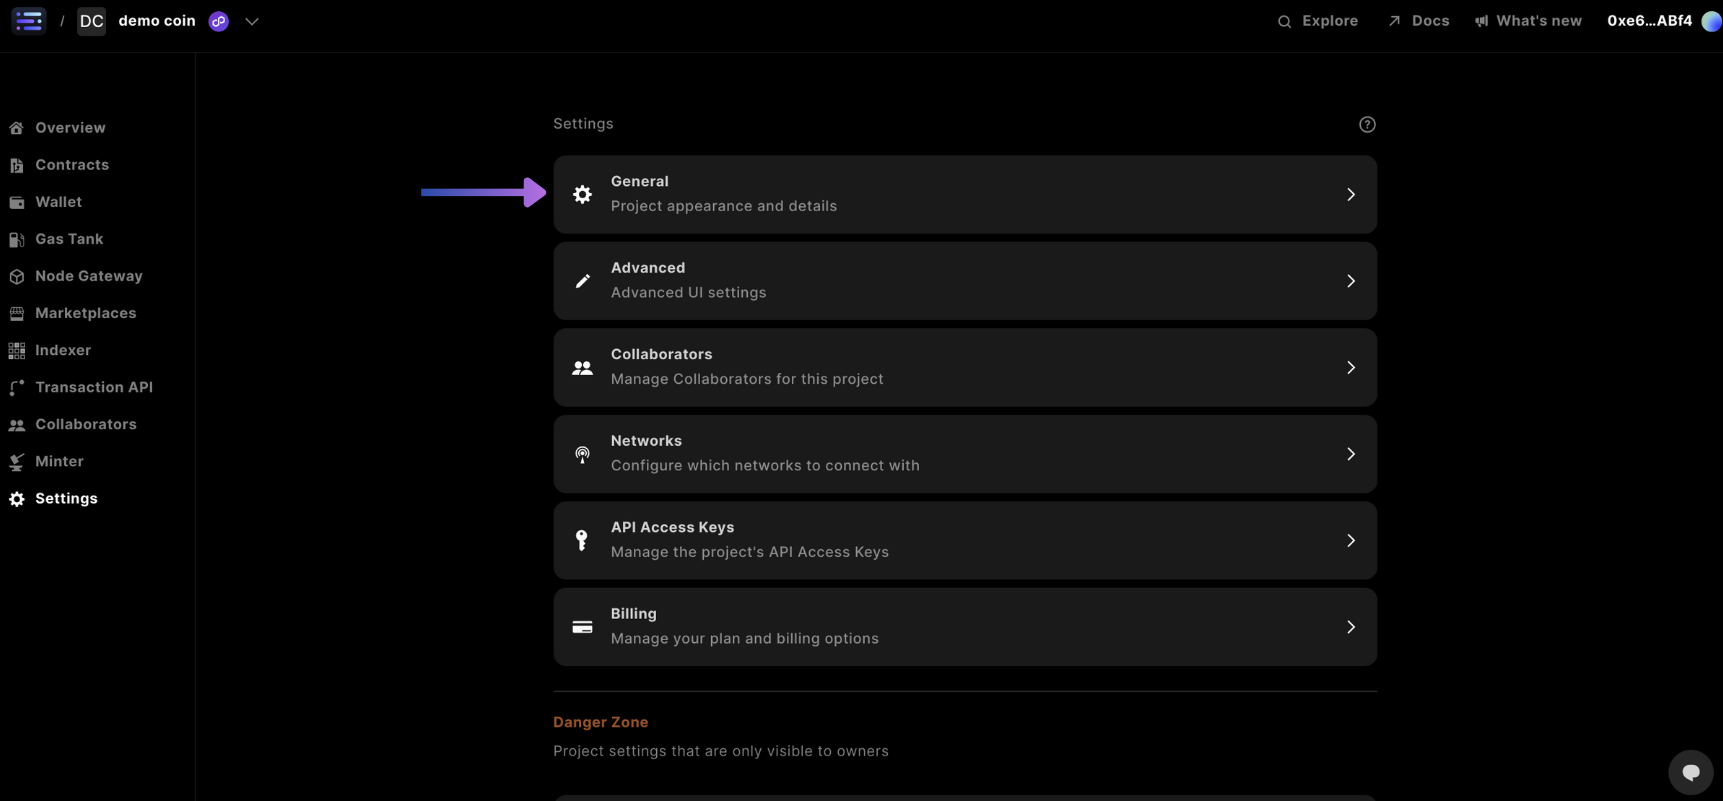 / DC demo coin
Explore Docs What's new 0xe6...ABf4
Overview
Contracts
Wallet
Gas Tank
Node Gateway
Marketplaces
Indexer
Transaction API
Collaborators
Minter
Settings
Settings
General
Project appearance and details
Advanced
Advanced UI settings
Collaborators
Manage Collaborators for this project
Networks
Configure which networks to connect with
API Access Keys
Manage the project's API Access Keys
Billing
Manage your plan and billing options
Danger Zone
Project settings that are only visible to owners